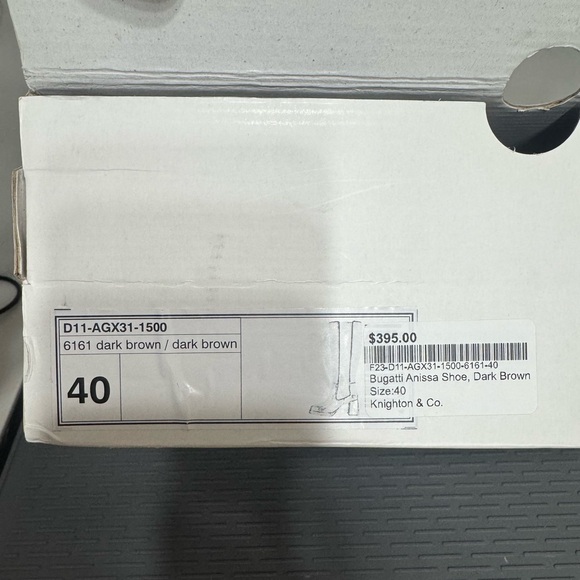 D11-AGX31-1500
6161 dark brown / dark brown
40
$395.00
F23-D11-AGX31-1500-6161-40
Bugatti Anissa Shoe, Dark Brown
Size:40
Knighton & Co.